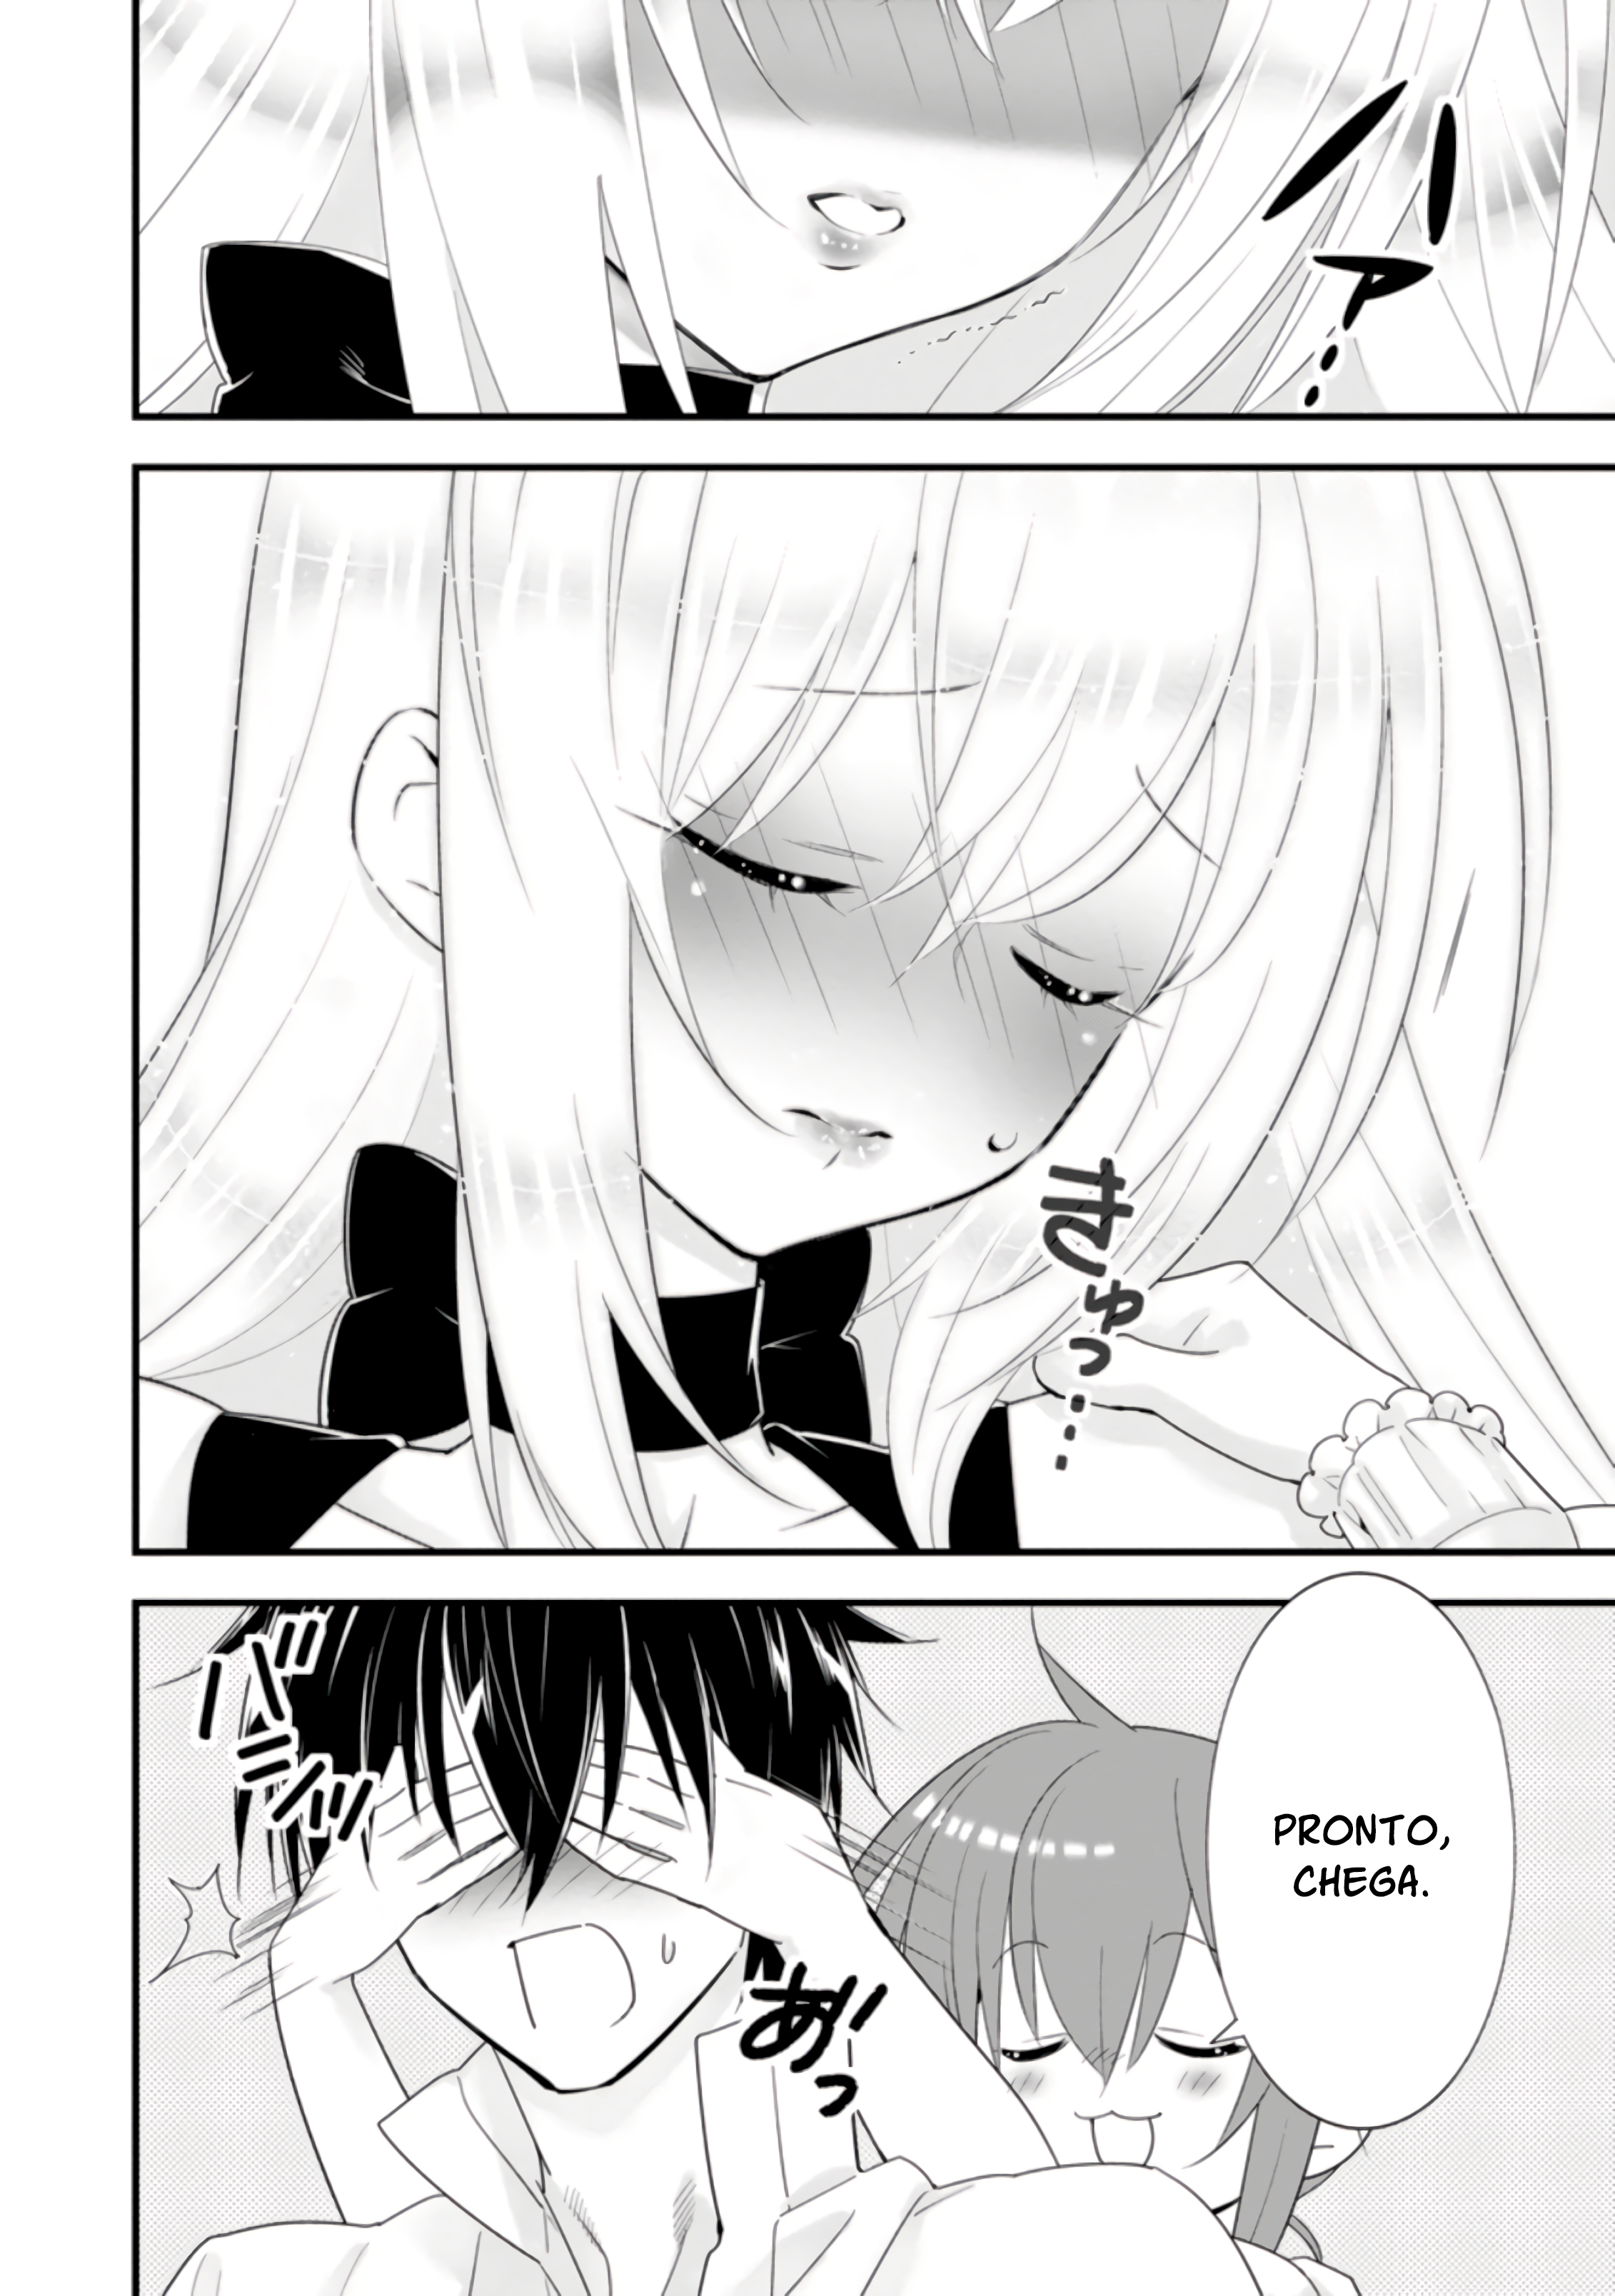 ハァ…
きゅっ…
PRONTO,
CHEGA.
バシッ
あ゛っ